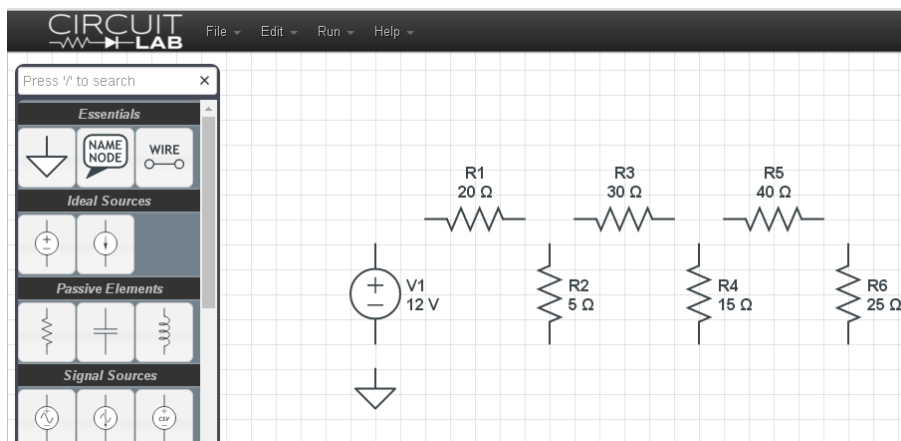 CIRCUIT
LAB
File Edit Run Help
Press '/' to search ×
Essentials
NAME
NODE
WIRE
Ideal Sources
Passive Elements
Signal Sources
csv
R1
20 Ω
R3
30 Ω
R5
40 Ω
V1
12 V
R2
5 Ω
R4
15 Ω
R6
25 Ω